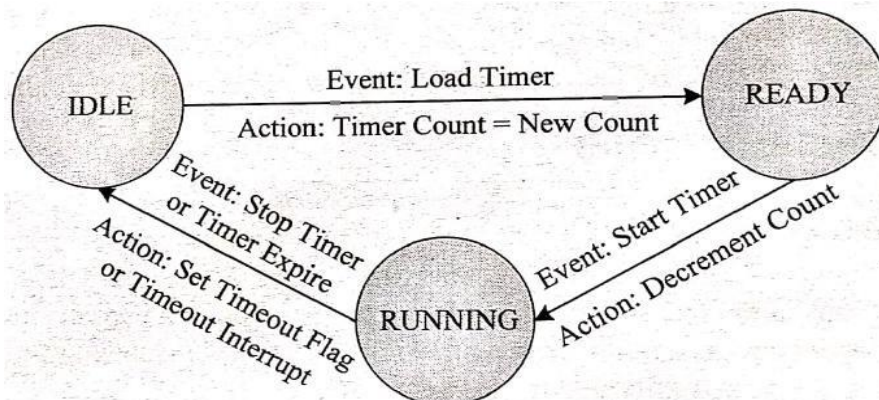 IDLE
Event: Load Timer
Action: Timer Count = New Count
READY
Event: Stop Timer
or Timer Expire
Action: Set Timeout Flag
or Timeout Interrupt
RUNNING
Event: Start Timer
Action: Decrement Count